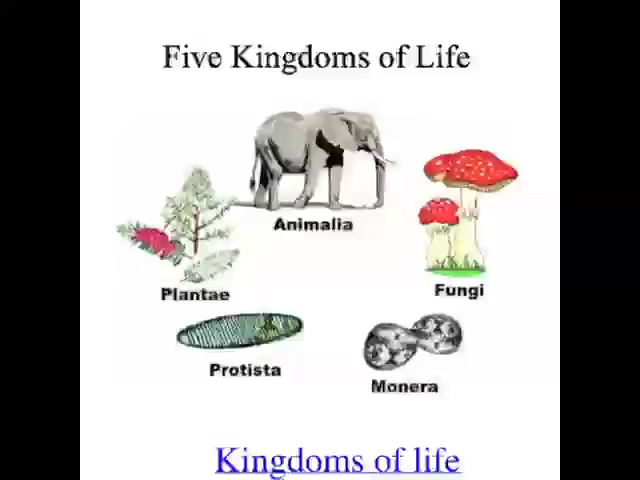 Five Kingdoms of Life
Animalia
Plantae
Fungi
Protista
Monera
Kingdoms of life